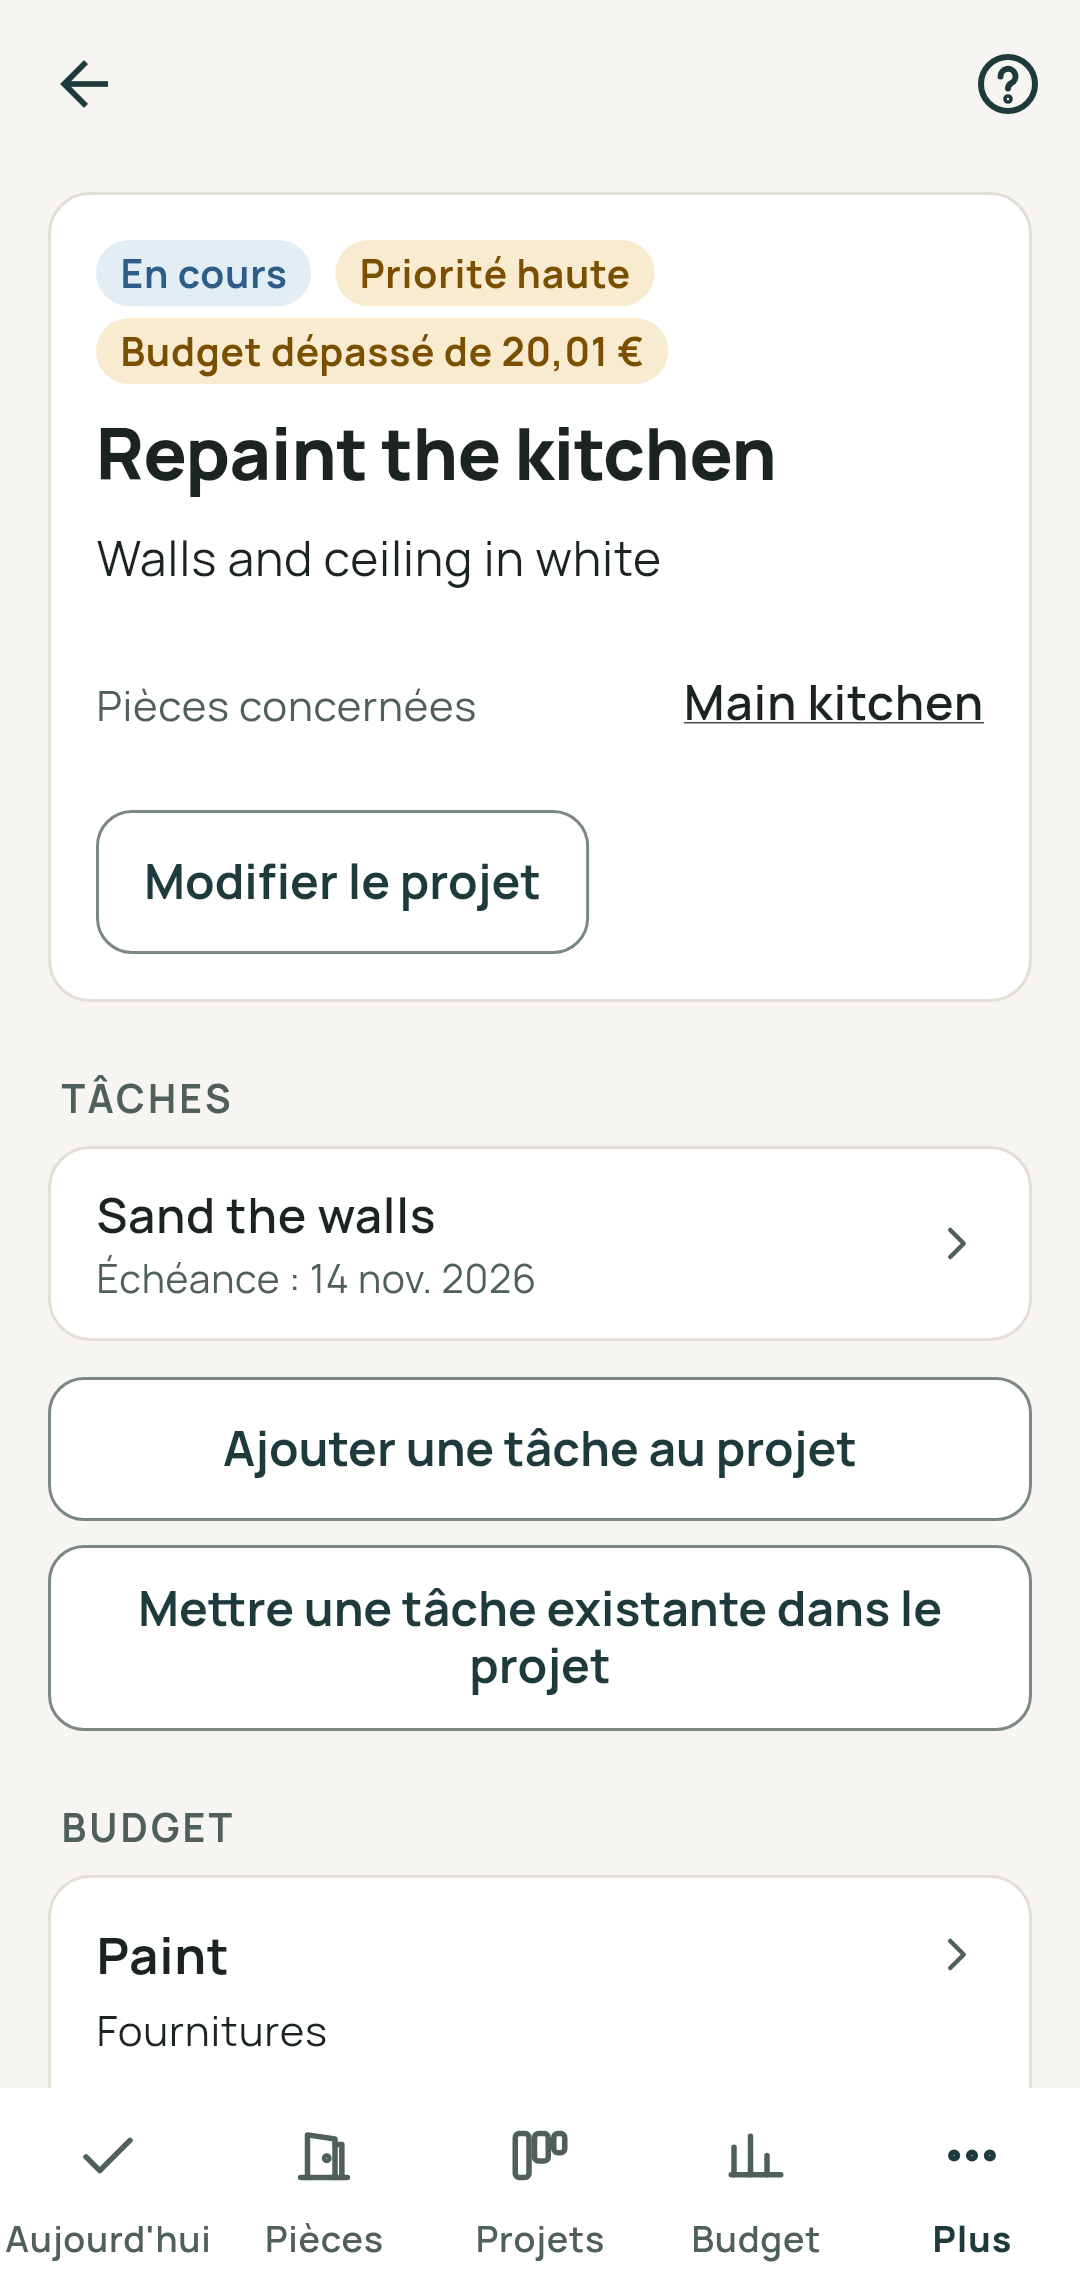 En cours
Priorité haute
Budget dépassé de 20,01 €
Repaint the kitchen
Walls and ceiling in white
Pièces concernées
Main kitchen
Modifier le projet
TÂCHES
Sand the walls
Échéance : 14 nov. 2026
Ajouter une tâche au projet
Mettre une tâche existante dans le
projet
BUDGET
Paint
Fournitures
Aujourd'hui
Pièces
Projets
Budget
Plus